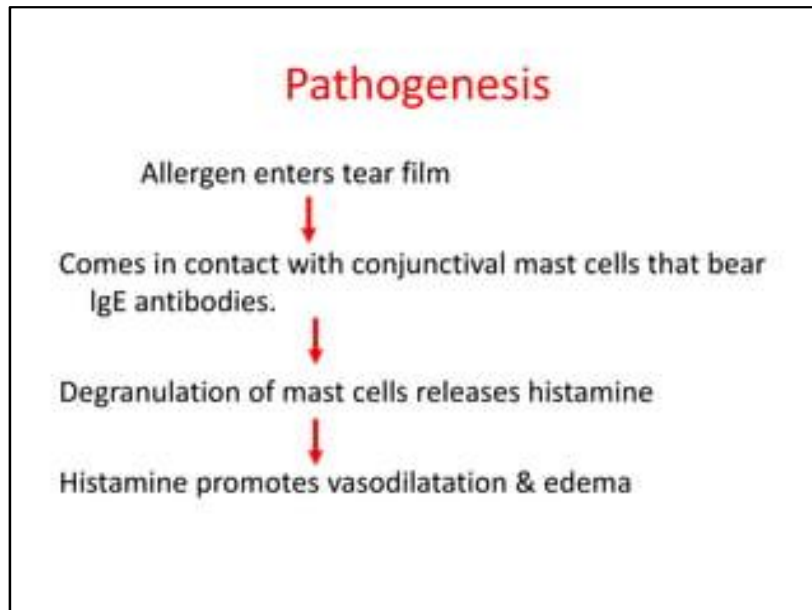 Pathogenesis
Allergen enters tear film
Comes in contact with conjunctival mast cells that bear
IgE antibodies.
Degranulation of mast cells releases histamine
Histamine promotes vasodilatation & edema